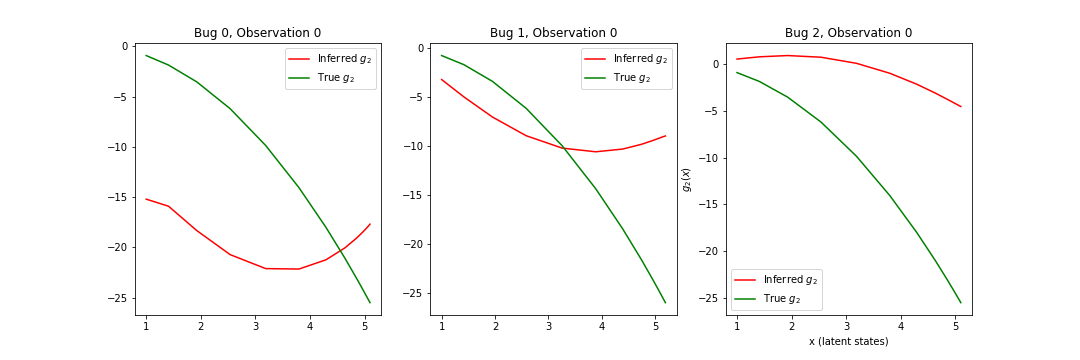 Bug 0, Observation 0
Inferred g₂
True g₂
0
−5
−10
−15
−20
−25
1 2 3 4 5
Bug 1, Observation 0
Inferred g₂
True g₂
0
−5
−10
−15
−20
−25
1 2 3 4 5
Bug 2, Observation 0
g₂(x)
0
−5
−10
−15
−20
−25
Inferred g₂
True g₂
1 2 3 4 5
x (latent states)